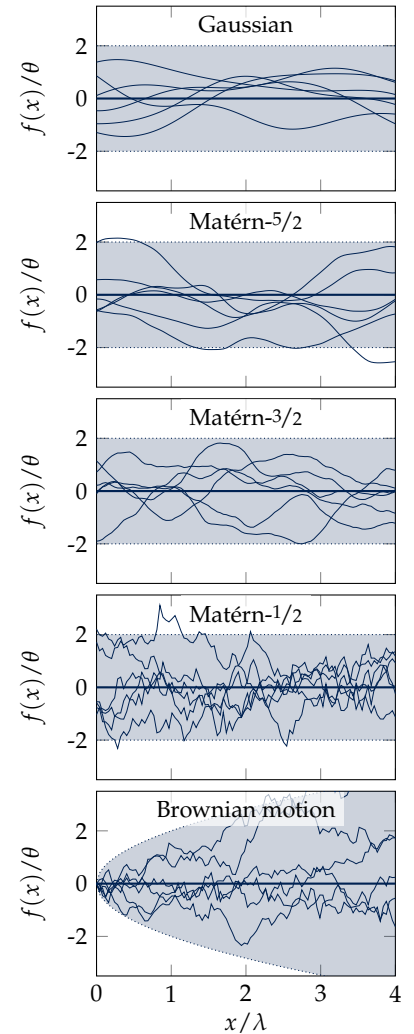 Gaussian
2
0
-2
f(x)/θ
Matérn-5/2
2
0
-2
f(x)/θ
Matérn-3/2
2
0
-2
f(x)/θ
Matérn-1/2
2
0
-2
f(x)/θ
Brownian motion
2
0
-2
f(x)/θ
0 1 2 3 4
x/λ